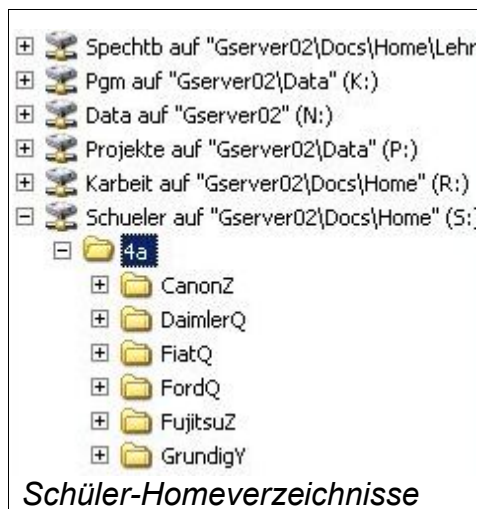 Spechtb auf "Gserver02\Docs\Home\Lehr
Pgm auf "Gserver02\Data" (K:)
Data auf "Gserver02" (N:)
Projekte auf "Gserver02\Data" (P:)
Karbeit auf "Gserver02\Docs\Home" (R:)
Schueler auf "Gserver02\Docs\Home" (S:)
4a
CanonZ
DaimlerQ
FiatQ
FordQ
FujitsuZ
GrundigY
Schüler-Homeverzeichnisse